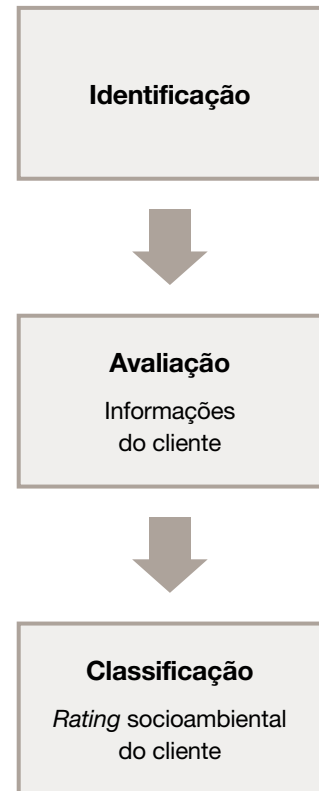 Identificação
Avaliação
Informações
do cliente
Classificação
Rating socioambiental
do cliente